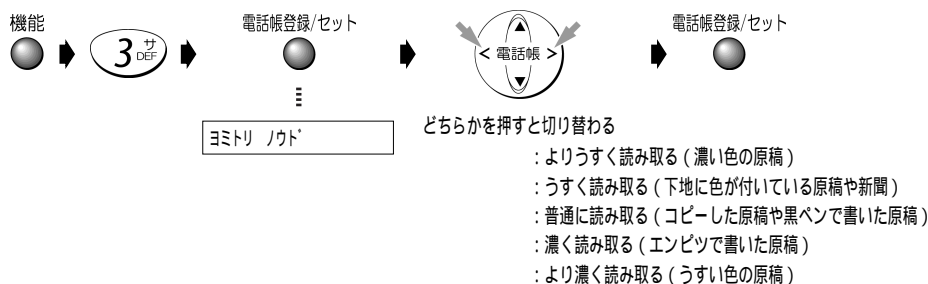 機能
3 サ DEF
電話帳登録/セット
< 電話帳 >
電話帳登録/セット
ﾖﾐﾄﾘ ﾉｳﾄﾞ
どちらかを押すと切り替わる
：よりうすく読み取る（濃い色の原稿）
：うすく読み取る（下地に色が付いている原稿や新聞）
：普通に読み取る（コピーした原稿や黒ペンで書いた原稿）
：濃く読み取る（エンピツで書いた原稿）
：より濃く読み取る（うすい色の原稿）